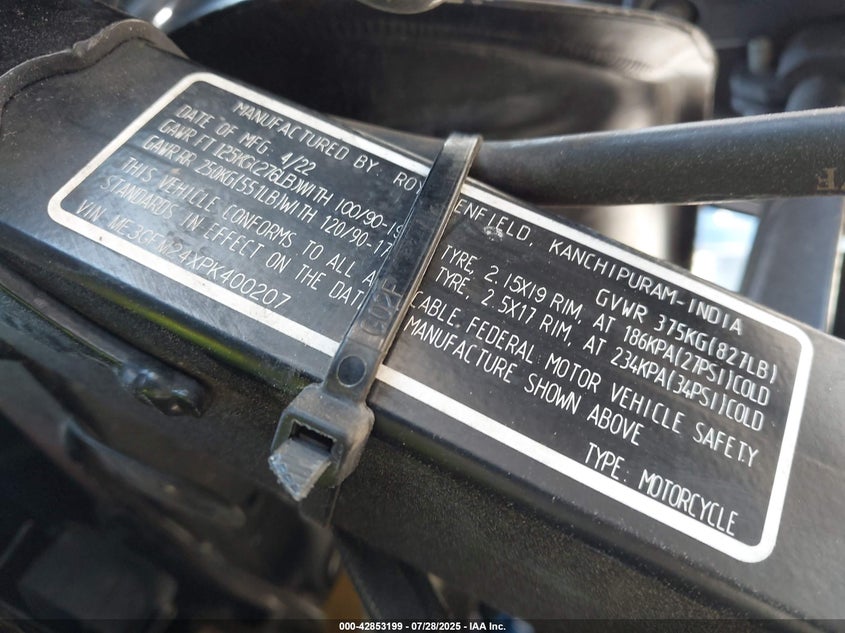 MANUFACTURED BY: ROY ENFIELD, KANCHIPURAM-INDIA
DATE OF MFG. 4/22 GVWR 375KG(827LB)
GAWR FT 125KG(276LB)WITH 100/90-19 TYRE, 2.15X19 RIM, AT 186KPA(27PSI)COLD
GAWR RR 250KG(551LB)WITH 120/90-17 TYRE, 2.5X17 RIM, AT 234KPA(34PSI)COLD
THIS VEHICLE CONFORMS TO ALL A CABLE FEDERAL MOTOR VEHICLE SAFETY
STANDARDS IN EFFECT ON THE DAT MANUFACTURE SHOWN ABOVE
VIN TYPE: MOTORCYCLE
000-42853199 | 07/28/2025 - IAA Inc.